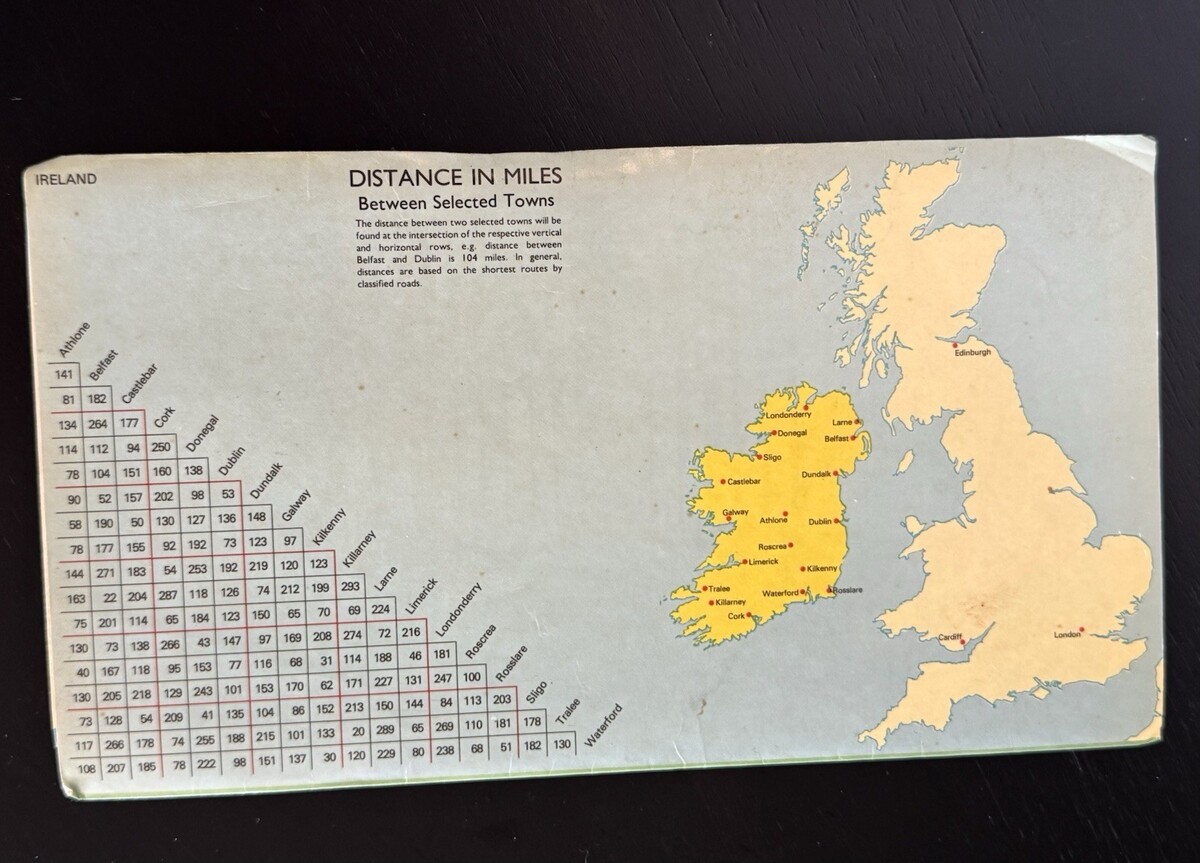 IRELAND
DISTANCE IN MILES
Between Selected Towns
The distance between two selected towns will be
found at the intersection of the respective vertical
and horizontal rows, e.g. distance between
Belfast and Dublin is 104 miles. In general,
distances are based on the shortest routes by
classified roads.
Athlone
141 Belfast
81 182 Castlebar
134 264 177 Cork
114 112 94 250 Donegal
78 104 151 160 138 Dublin
90 52 157 202 98 53 Dundalk
58 190 50 130 127 136 148 Galway
78 177 155 92 192 73 123 97 Kilkenny
144 271 183 54 253 192 219 120 123 Killarney
163 22 204 287 118 126 74 212 199 293 Larne
75 201 114 65 184 123 150 65 70 69 224 Limerick
130 73 138 266 43 147 97 169 208 274 72 216 Londonderry
40 167 118 95 153 77 116 68 31 114 188 46 181 Roscrea
130 205 218 129 243 101 153 170 62 171 227 131 247 100 Rosslare
73 128 54 209 41 135 104 86 152 213 150 144 84 113 203 Sligo
117 266 178 74 255 188 215 101 133 20 289 65 269 110 181 178 Tralee
108 207 185 78 222 98 151 137 30 120 229 80 238 68 51 182 130 Waterford
Edinburgh
Londonderry
Larne
Donegal
Belfast
Sligo
Dundalk
Castlebar
Galway
Athlone
Dublin
Roscrea
Limerick
Kilkenny
Tralee
Waterford
Rosslare
Killarney
Cork
Cardiff
London